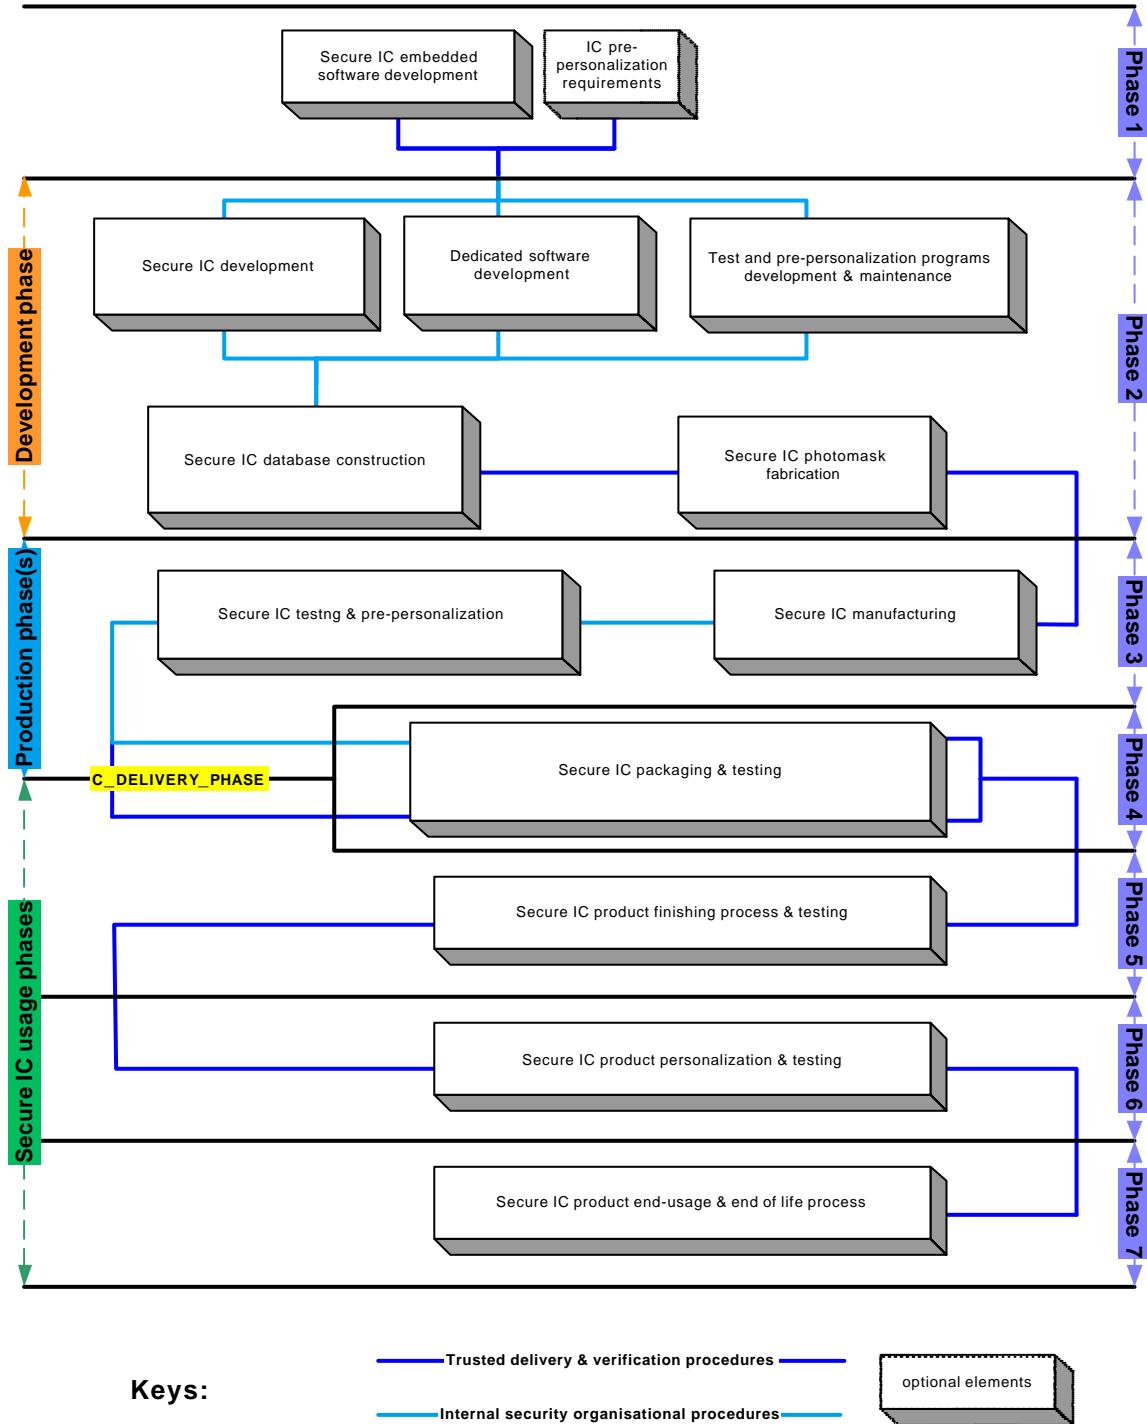 Secure IC embedded
software development
IC pre-
personalization
requirements
Phase 1
Development phase
Secure IC development
Dedicated software
development
Test and pre-personalization programs
development & maintenance
Phase 2
Secure IC database construction
Secure IC photomask
fabrication
Production phase(s)
Secure IC testng & pre-personalization
Secure IC manufacturing
Phase 3
C_DELIVERY_PHASE
Secure IC packaging & testing
Phase 4
Secure IC usage phases
Secure IC product finishing process & testing
Phase 5
Secure IC product personalization & testing
Phase 6
Secure IC product end-usage & end of life process
Phase 7
Keys:
Trusted delivery & verification procedures
optional elements
Internal security organisational procedures